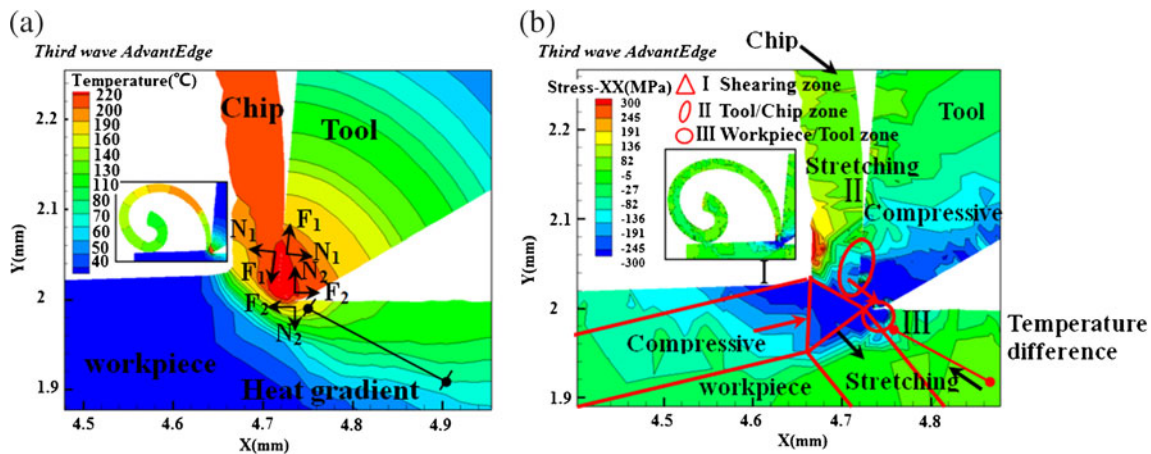 (a)
Third wave AdvantEdge
Temperature(℃)
220
200
190
180
160
140
130
110
100
70
60
50
40
Chip
Tool
F1
N1
N1
F1
N2
F2
F2
N2
workpiece
Heat gradient
2.2
2.1
2
1.9
Y(mm)
4.5
4.6
4.7
4.8
4.9
X(mm)
(b)
Third wave AdvantEdge
Chip
Stress-XX(MPa)
300
245
191
136
82
27
-5
-27
-82
-136
-191
-245
-300
I Shearing zone
II Tool/Chip zone
III Workpiece/Tool zone
Tool
Stretching
II
Compressive
I
III
Compressive
Stretching
workpiece
Temperature
difference
2.2
2.1
2
1.9
Y(mm)
4.5
4.6
4.7
4.8
X(mm)